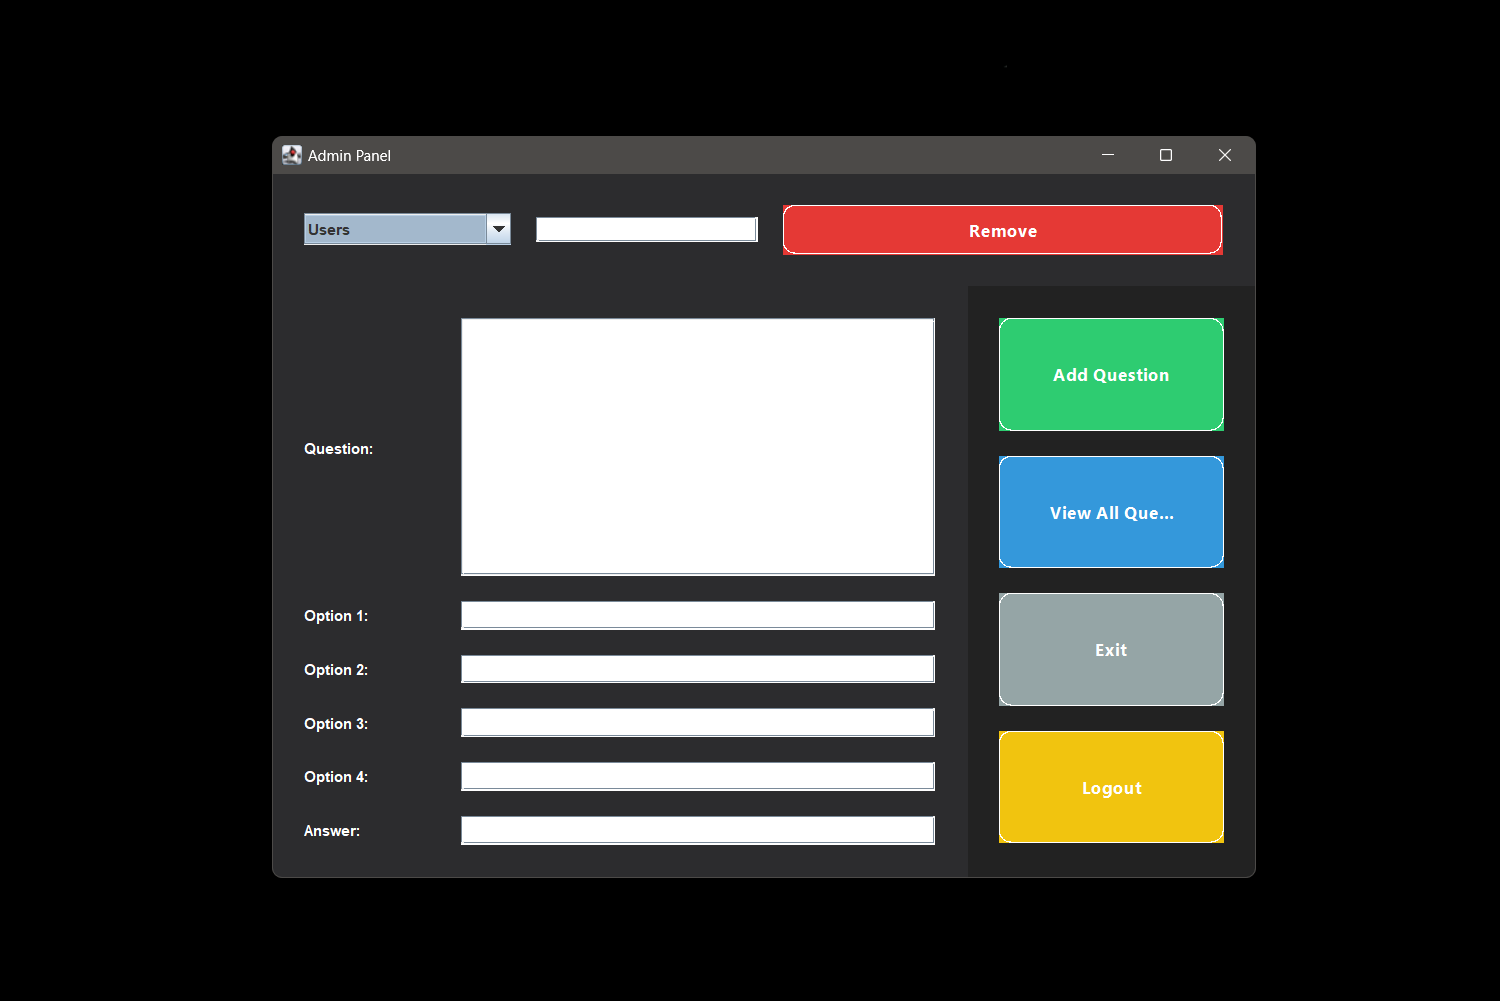 Admin Panel
Users
Remove
Question:
Add Question
View All Que...
Exit
Logout
Option 1:
Option 2:
Option 3:
Option 4:
Answer: